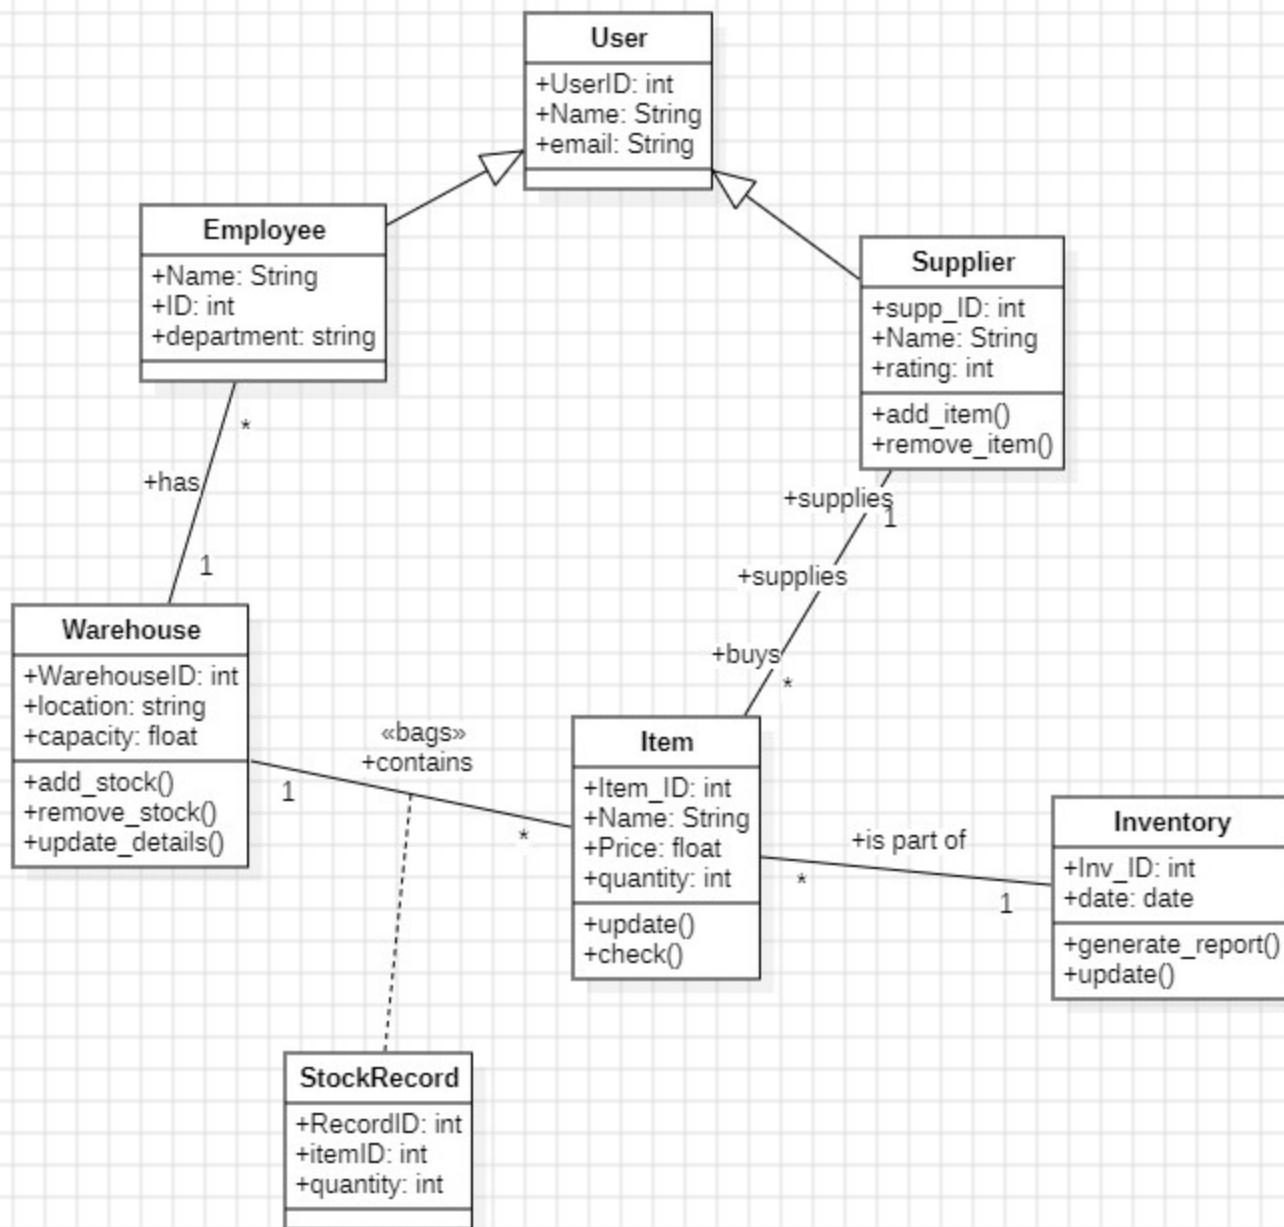 User
+UserID: int
+Name: String
+email: String
Employee
+Name: String
+ID: int
+department: string
Supplier
+supp_ID: int
+Name: String
+rating: int
+add_item()
+remove_item()
*
+has
1
+supplies
1
+supplies
+buys
*
Warehouse
+WarehouseID: int
+location: string
+capacity: float
+add_stock()
+remove_stock()
+update_details()
«bags»
+contains
1
*
Item
+Item_ID: int
+Name: String
+Price: float
+quantity: int
+update()
+check()
+is part of
*
1
Inventory
+Inv_ID: int
+date: date
+generate_report()
+update()
StockRecord
+RecordID: int
+itemID: int
+quantity: int